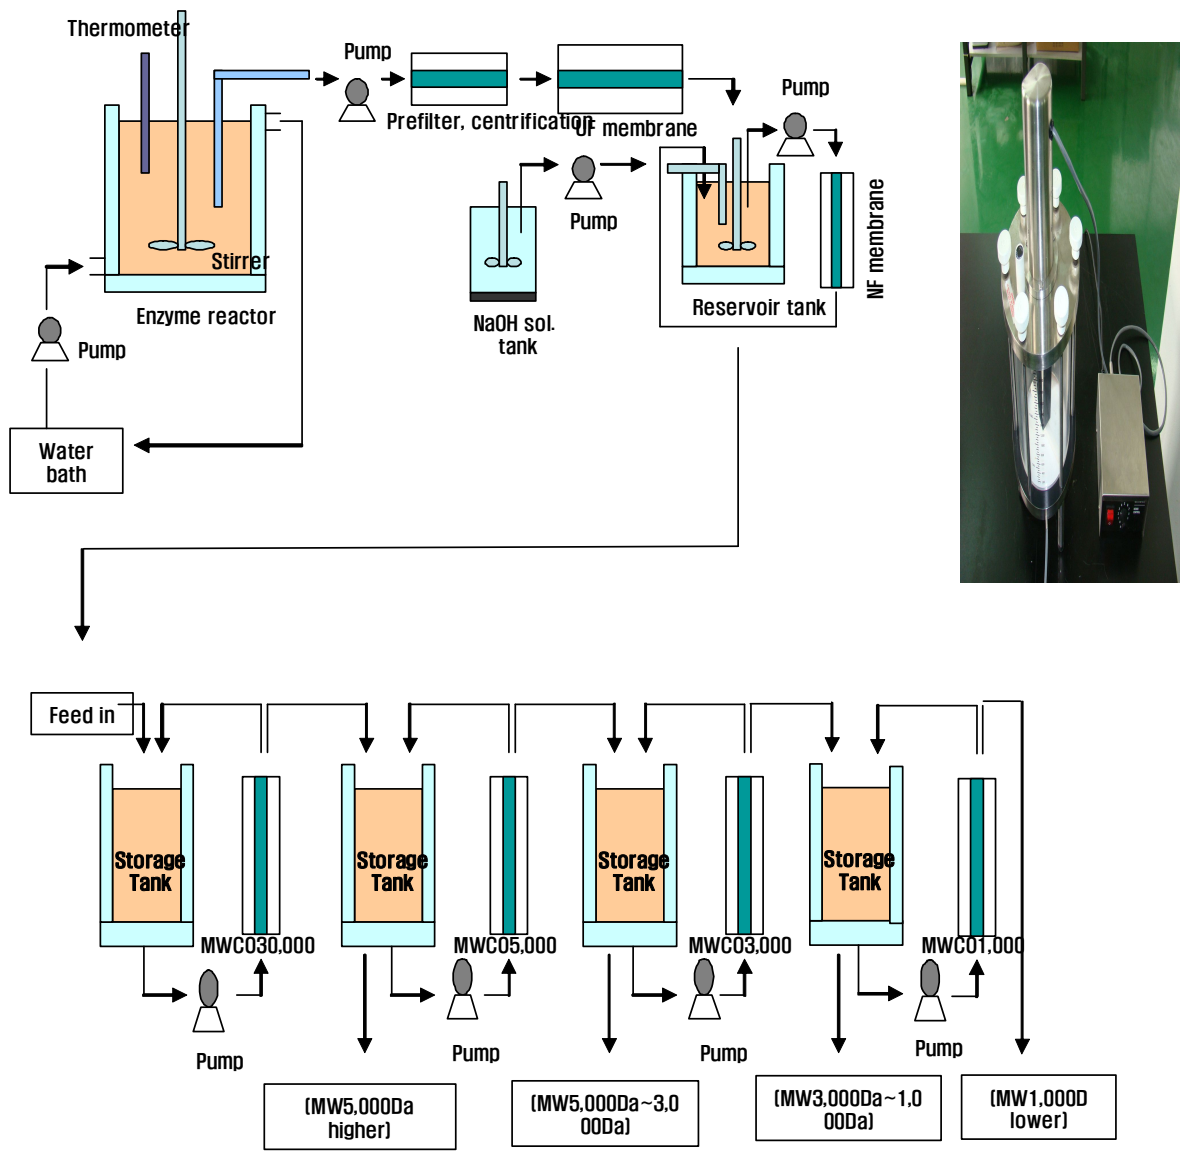 Thermometer
Pump
Pump
Prefilter, centrification
UF membrane
Pump
NF membrane
Stirrer
Enzyme reactor
Reservoir tank
NaOH sol.
tank
Pump
Water
bath
Feed in
Storage
Tank
Storage
Tank
Storage
Tank
Storage
Tank
MWCO30,000
MWCO5,000
MWCO3,000
MWCO1,000
Pump
Pump
Pump
Pump
(MW5,000Da
higher)
(MW5,000Da~3,0
00Da)
(MW3,000Da~1,0
00Da)
(MW1,000D
lower)